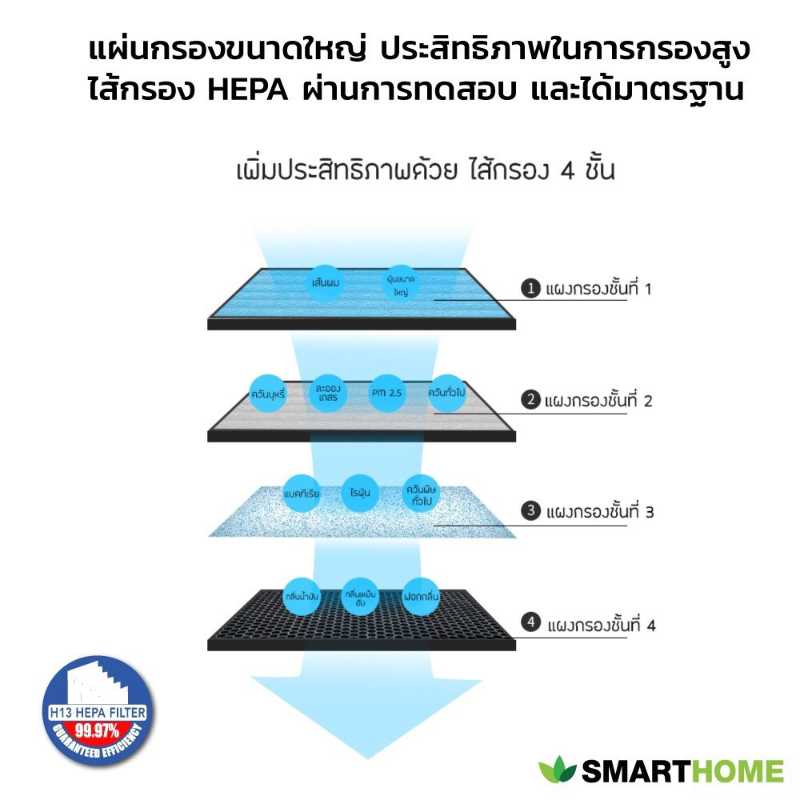 แผ่นกรองขนาดใหญ่ ประสิทธิภาพในการกรองสูง
ไส้กรอง HEPA ผ่านการทดสอบ และได้มาตรฐาน
เพิ่มประสิทธิภาพด้วย ไส้กรอง 4 ชั้น
เส้นผม
ฝุ่นขนาด
ใหญ่
1 แผงกรองชั้นที่ 1
ควันบุหรี่
ละออง
เกสร
PM 2.5
ควันทั่วไป
2 แผงกรองชั้นที่ 2
แบคทีเรีย
ไรฝุ่น
ควันพิษ
ทั่วไป
3 แผงกรองชั้นที่ 3
กลิ่นน้ำมัน
กลิ่นเหม็น
อับ
ฟอกกลิ่น
4 แผงกรองชั้นที่ 4
H13 HEPA FILTER
99.97%
GUARANTEED EFFICIENCY
SMARTHOME